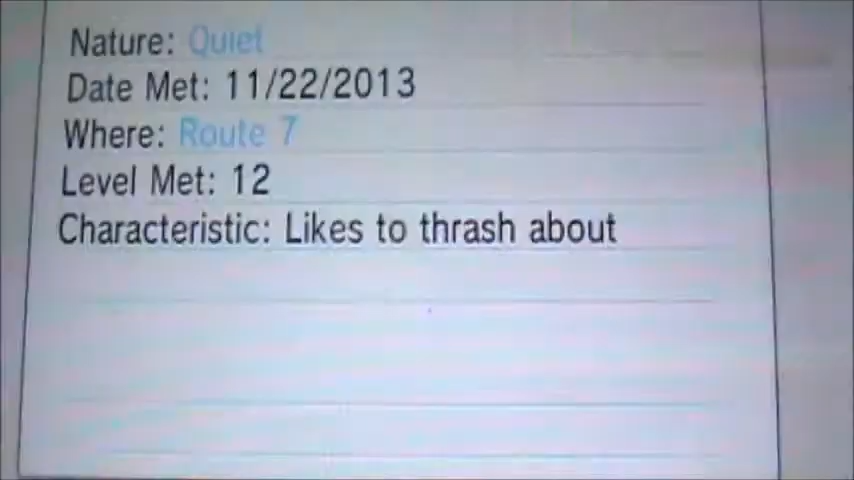 Nature: Quiet
Date Met: 11/22/2013
Where: Route 7
Level Met: 12
Characteristic: Likes to thrash about